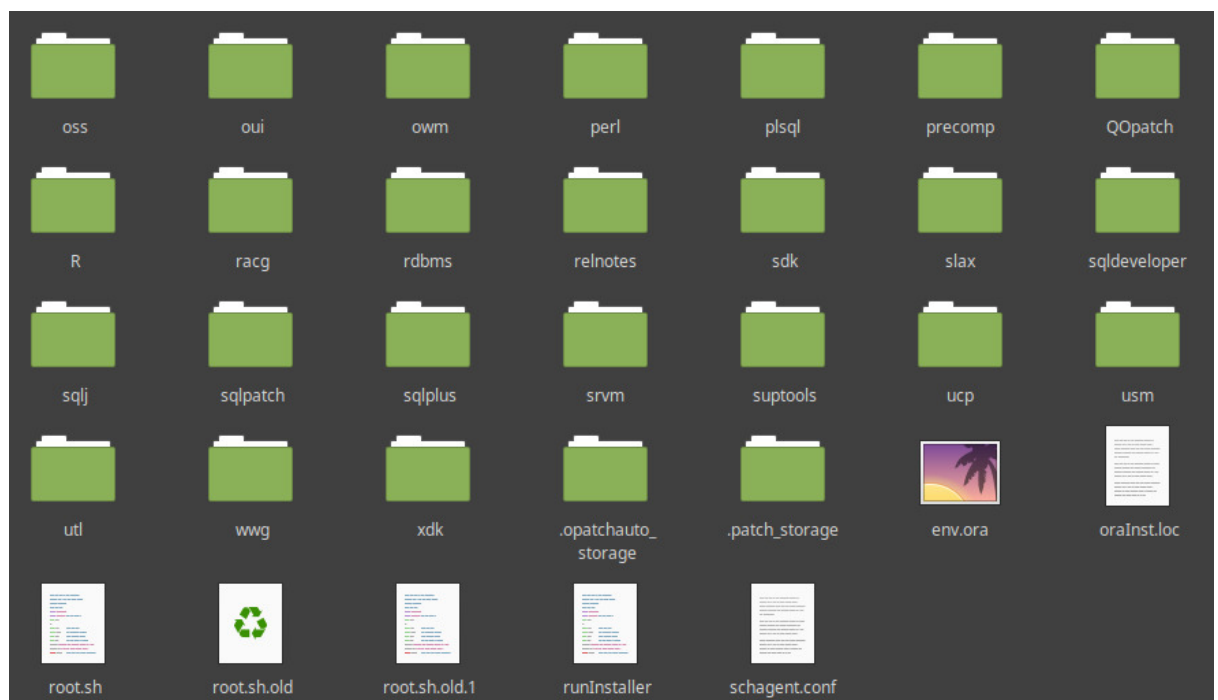 oss
oui
owm
perl
plsql
precomp
QOpatch
R
racg
rdbms
relnotes
sdk
slax
sqldeveloper
sqlj
sqlpatch
sqlplus
srvm
suptools
ucp
usm
utl
wwg
xdk
.opatchauto_
storage
.patch_storage
env.ora
oraInst.loc
root.sh
root.sh.old
root.sh.old.1
runInstaller
schagent.conf